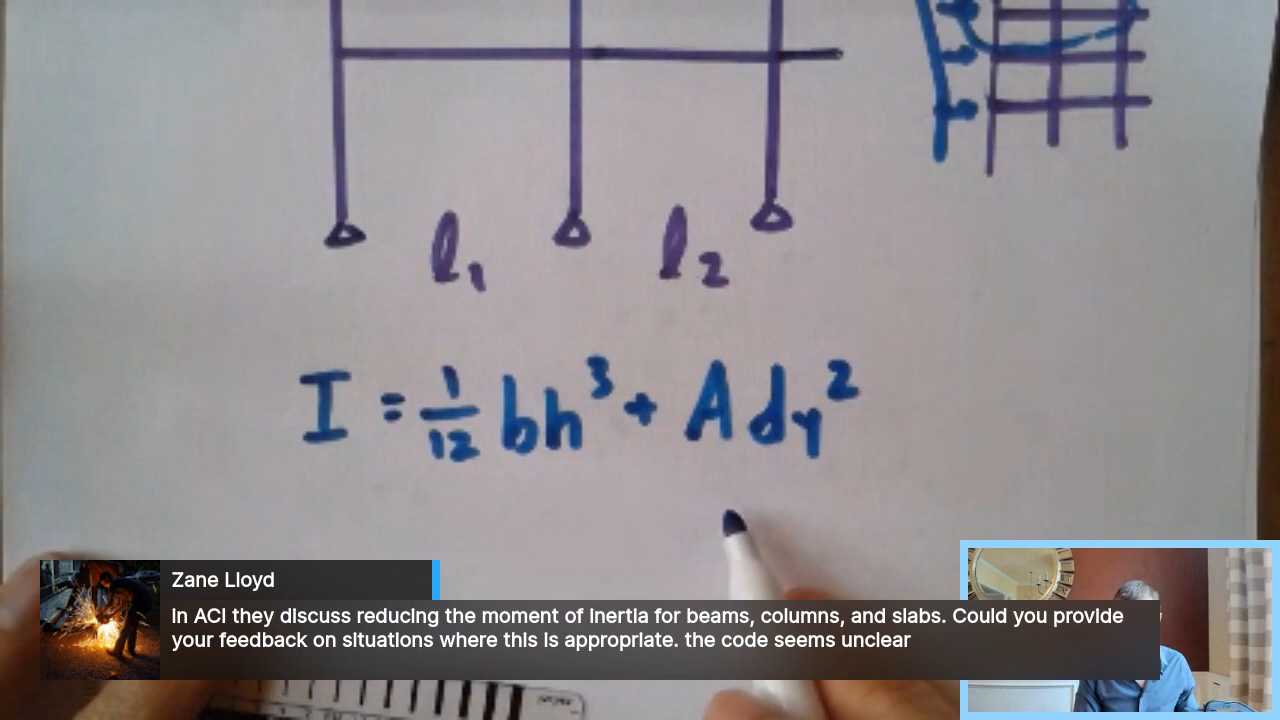 l₁ l₂
I = 1/12 bh³ + Ady²
Zane Lloyd
In ACI they discuss reducing the moment of inertia for beams, columns, and slabs. Could you provide
your feedback on situations where this is appropriate. the code seems unclear